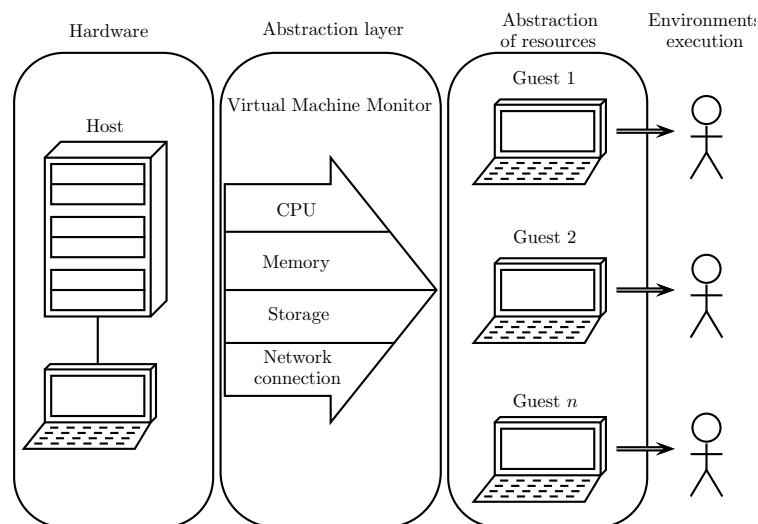 Hardware
Abstraction layer
Abstraction
of resources
Environments
execution
Host
Virtual Machine Monitor
CPU
Memory
Storage
Network
connection
Guest 1
Guest 2
Guest n